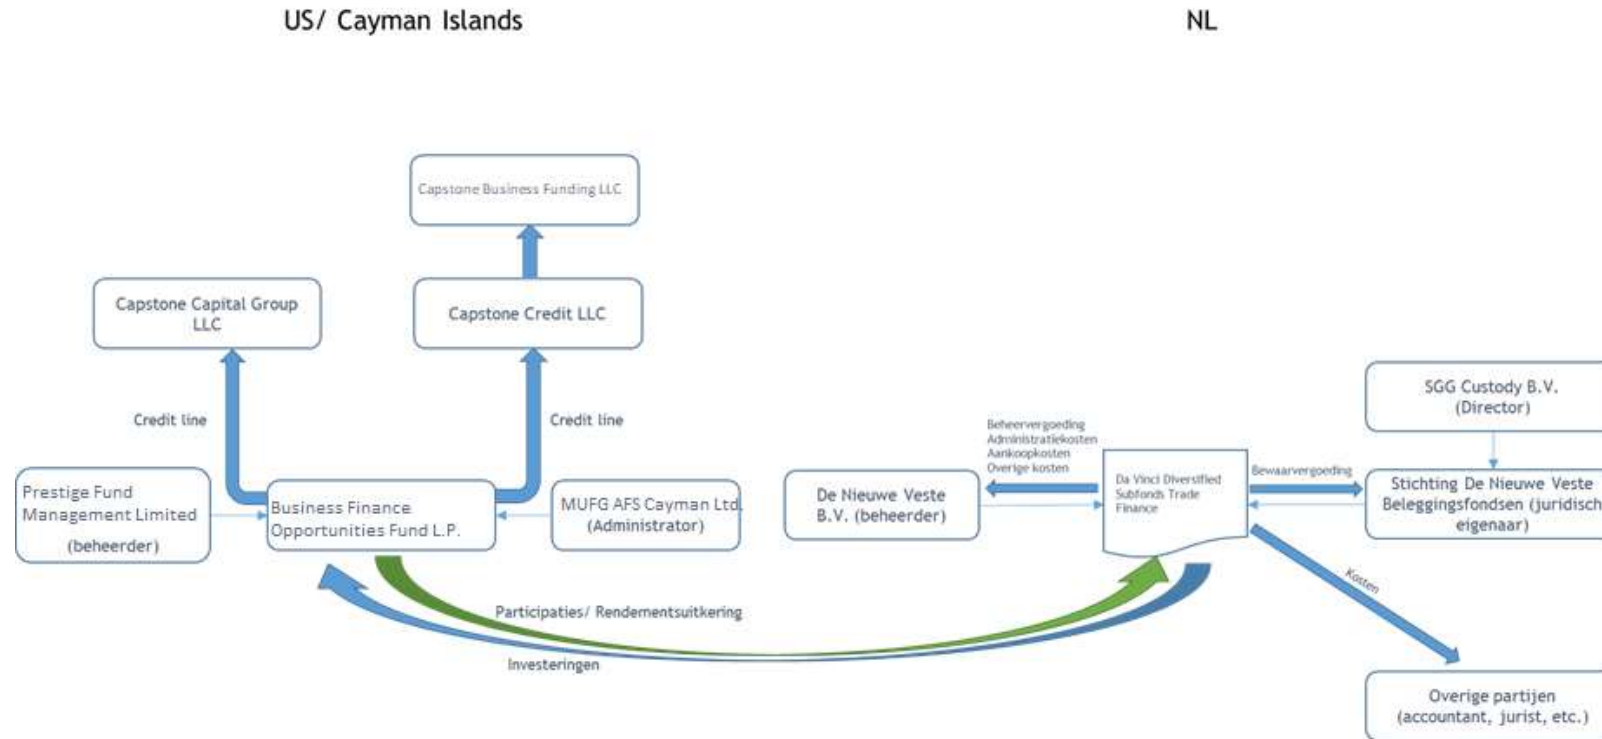 US/ Cayman Islands
NL
Capstone Business Funding LLC
Capstone Capital Group
LLC
Capstone Credit LLC
Credit line
Credit line
Prestige Fund
Management Limited
(beheerder)
Business Finance
Opportunities Fund L.P.
MUFG AFS Cayman Ltd.
(Administrator)
Participaties/ Rendementsuitkering
Investeringen
SGG Custody B.V.
(Director)
Beheervergoeding
Administratiekosten
Aankoopkosten
Overige kosten
De Nieuwe Veste
B.V. (beheerder)
Da Vinci Diversified
Subfonds Trade
Finance
Bewaarvergoeding
Stichting De Nieuwe Veste
Beleggingsfondsen (juridisch
eigenaar)
Kosten
Overige partijen
(accountant, jurist, etc.)